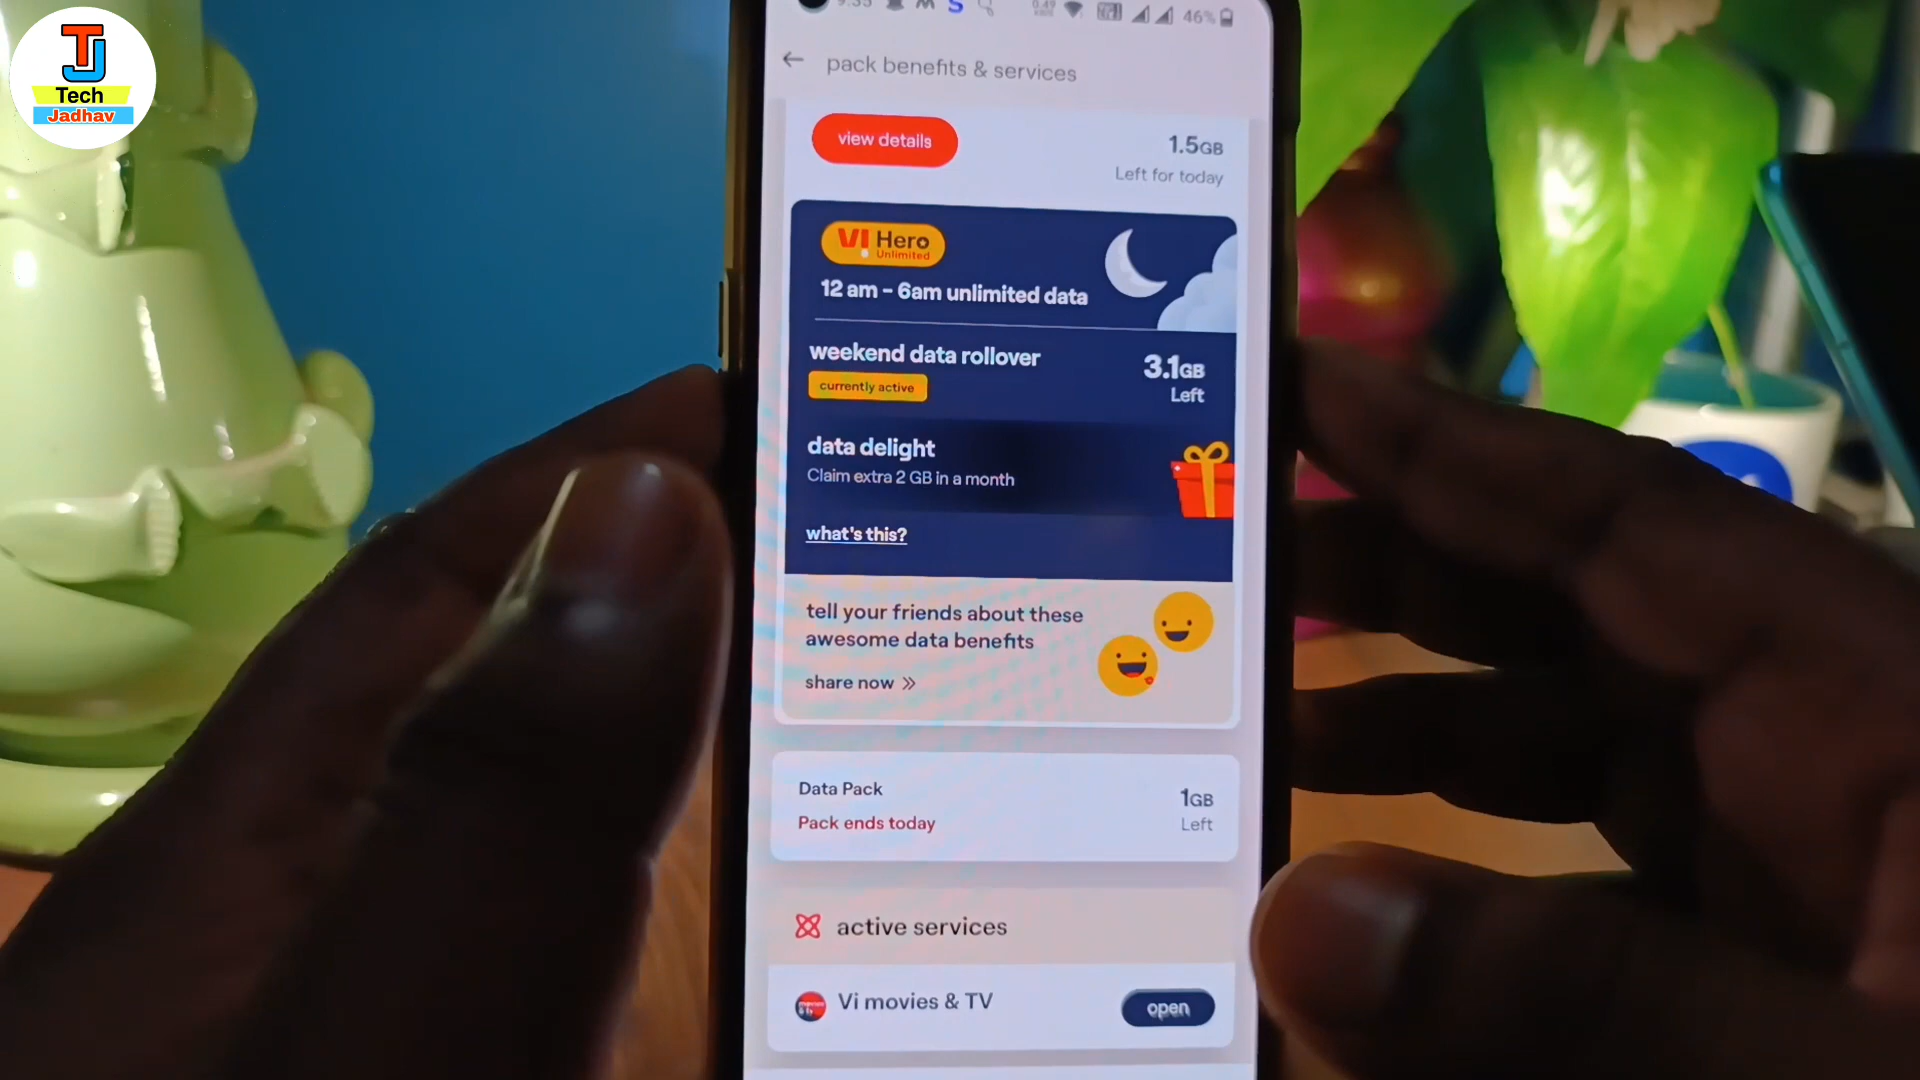 TJ
Tech
Jadhav
46%
pack benefits & services
view details
1.5GB
Left for today
VI Hero
Unlimited
12 am - 6am unlimited data
weekend data rollover
currently active
3.1GB
Left
data delight
Claim extra 2 GB in a month
what's this?
tell your friends about these
awesome data benefits
share now »
Data Pack
Pack ends today
1GB
Left
active services
Vi movies & TV
open